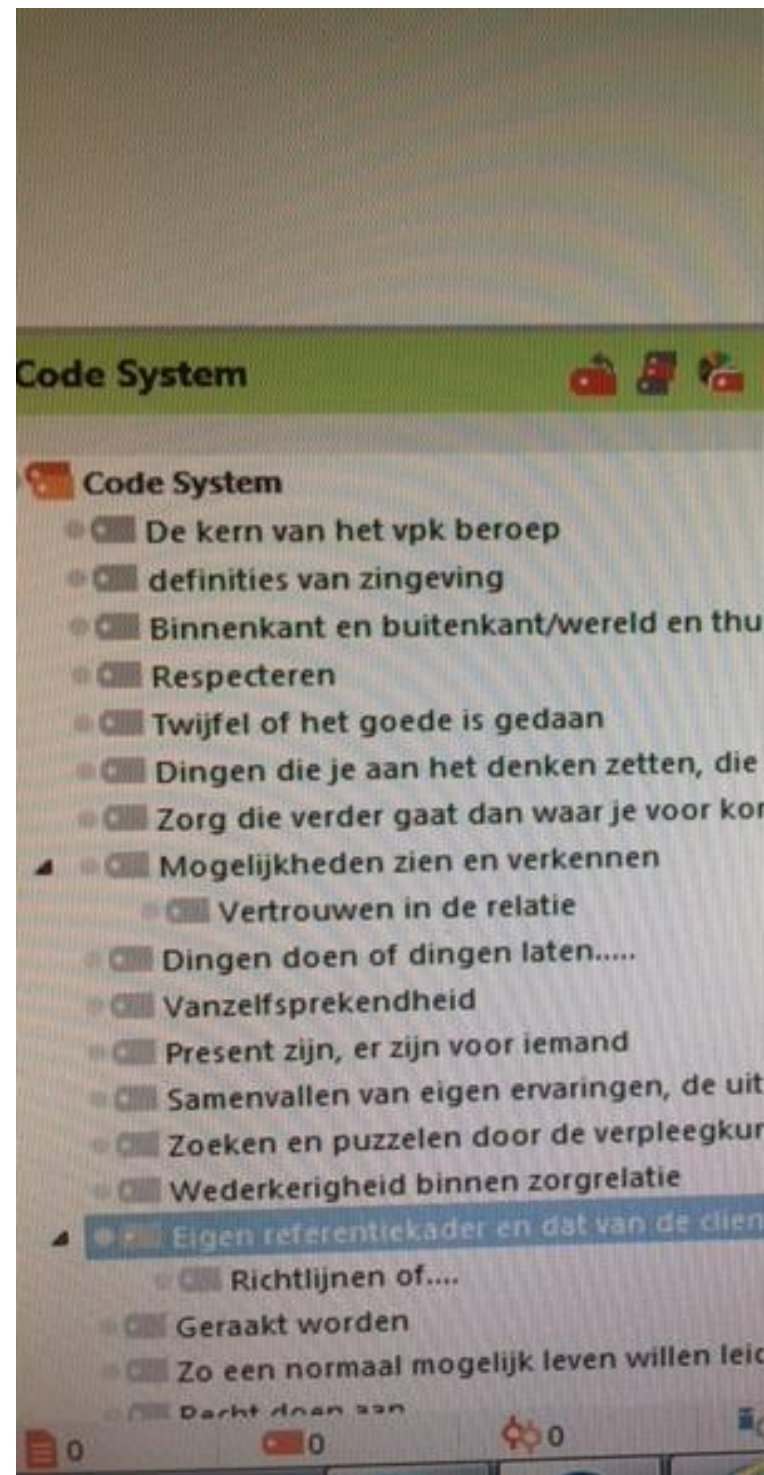 Code System
Code System
De kern van het vpk beroep
definities van zingeving
Binnenkant en buitenkant/wereld en thu
Respecteren
Twijfel of het goede is gedaan
Dingen die je aan het denken zetten, die
Zorg die verder gaat dan waar je voor kor
Mogelijkheden zien en verkennen
Vertrouwen in de relatie
Dingen doen of dingen laten.....
Vanzelfsprekendheid
Present zijn, er zijn voor iemand
Samenvallen van eigen ervaringen, de uit
Zoeken en puzzelen door de verpleegkun
Wederkerigheid binnen zorgrelatie
Eigen referentiekader en dat van de clien
Richtlijnen of....
Geraakt worden
Zo een normaal mogelijk leven willen leid
Recht doen aan
0 0 0